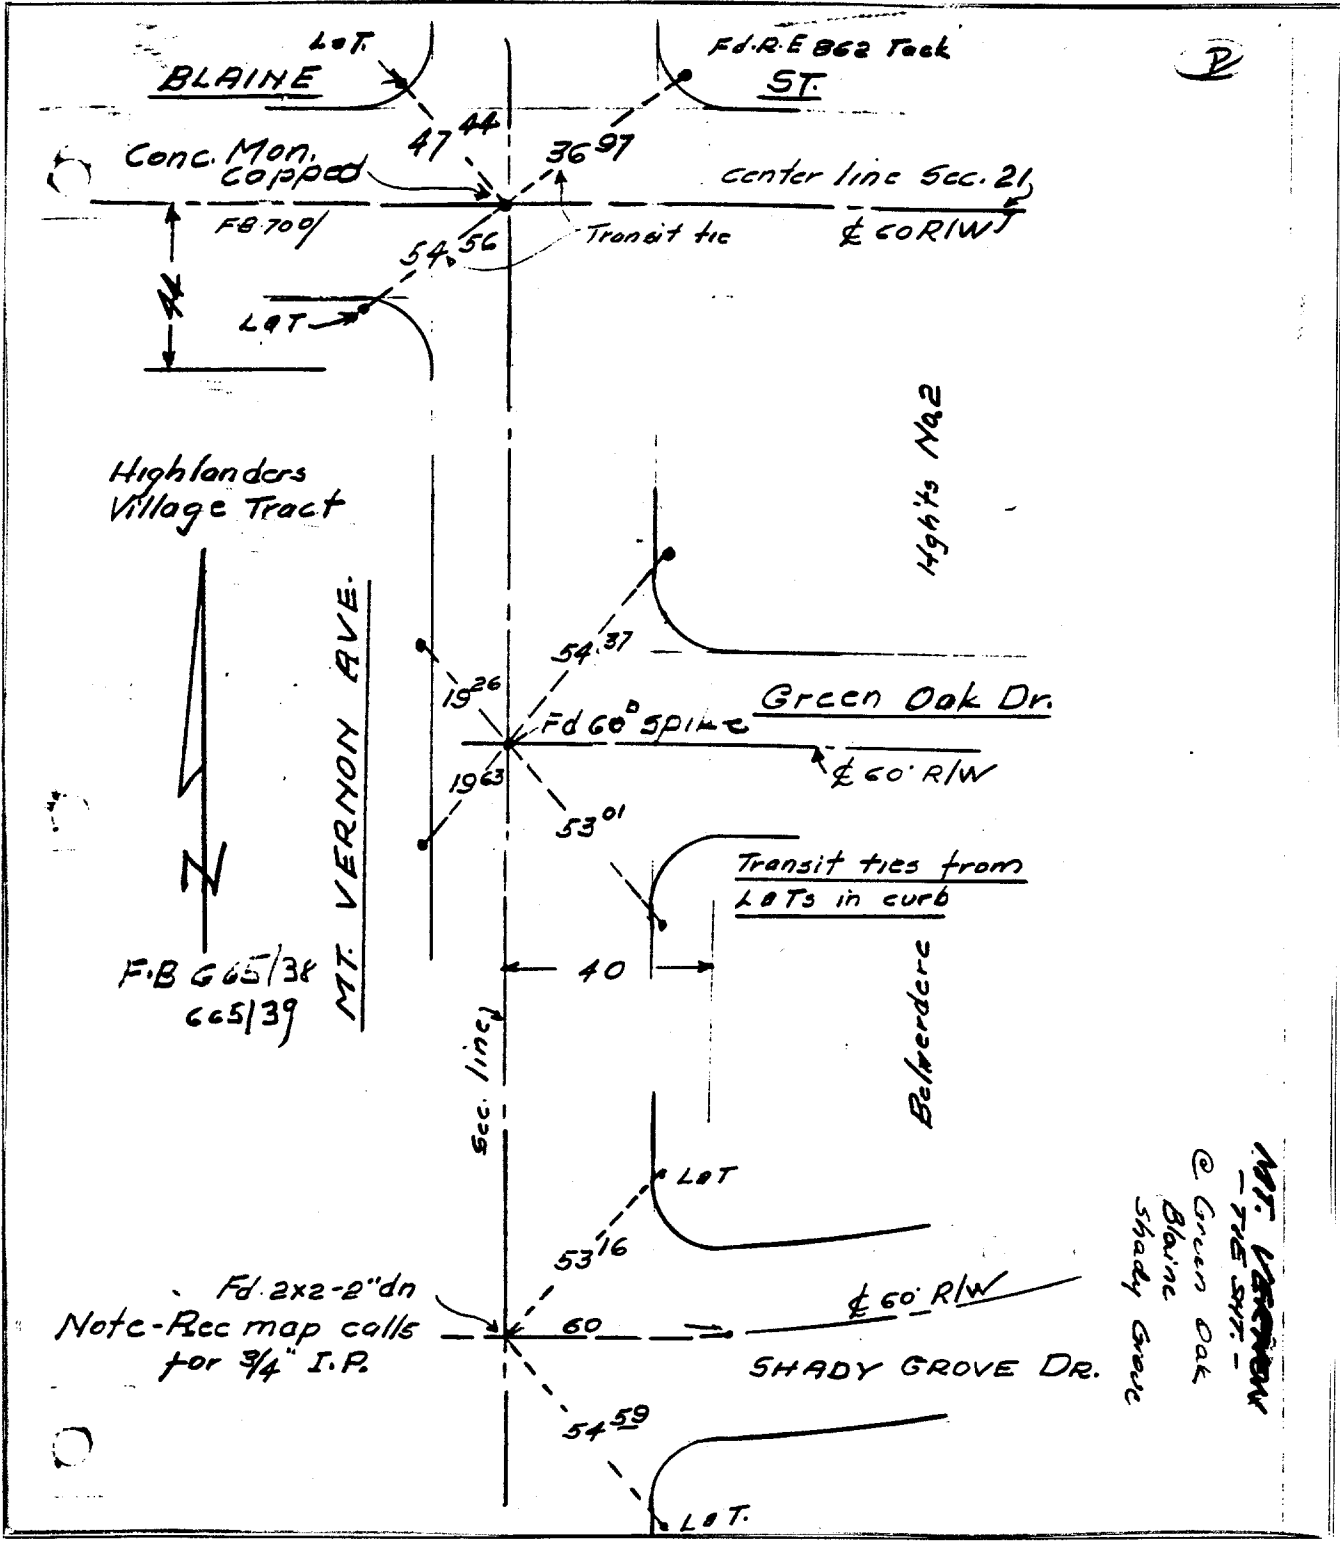 L&T.
BLAINE
Fd. R.E 862 Tack
ST.
47 44
36 97
Conc. Mon.
capped
center line Sec. 21
FB 700/
Transit tie
℄ 60 R/W
54.56
44
L&T
Highlanders
Village Tract
Hghts No. 2
MT. VERNON AVE.
54.37
19 26
Green Oak Dr.
Fd 60D Spike
℄ 60' R/W
19 63
53 01
N
Transit ties from
L&Ts in curb
F.B 665/38
665/39
40
Belverdere
Sec. line
L&T
53 16
Fd. 2x2-2"dn
Note-Rec map calls
for 3/4" I.P.
60
℄ 60' R/W
SHADY GROVE DR.
54 59
L&T.
MT. VERNON
- TIE SHT. -
@ Green Oak
Blaine
Shady Grove